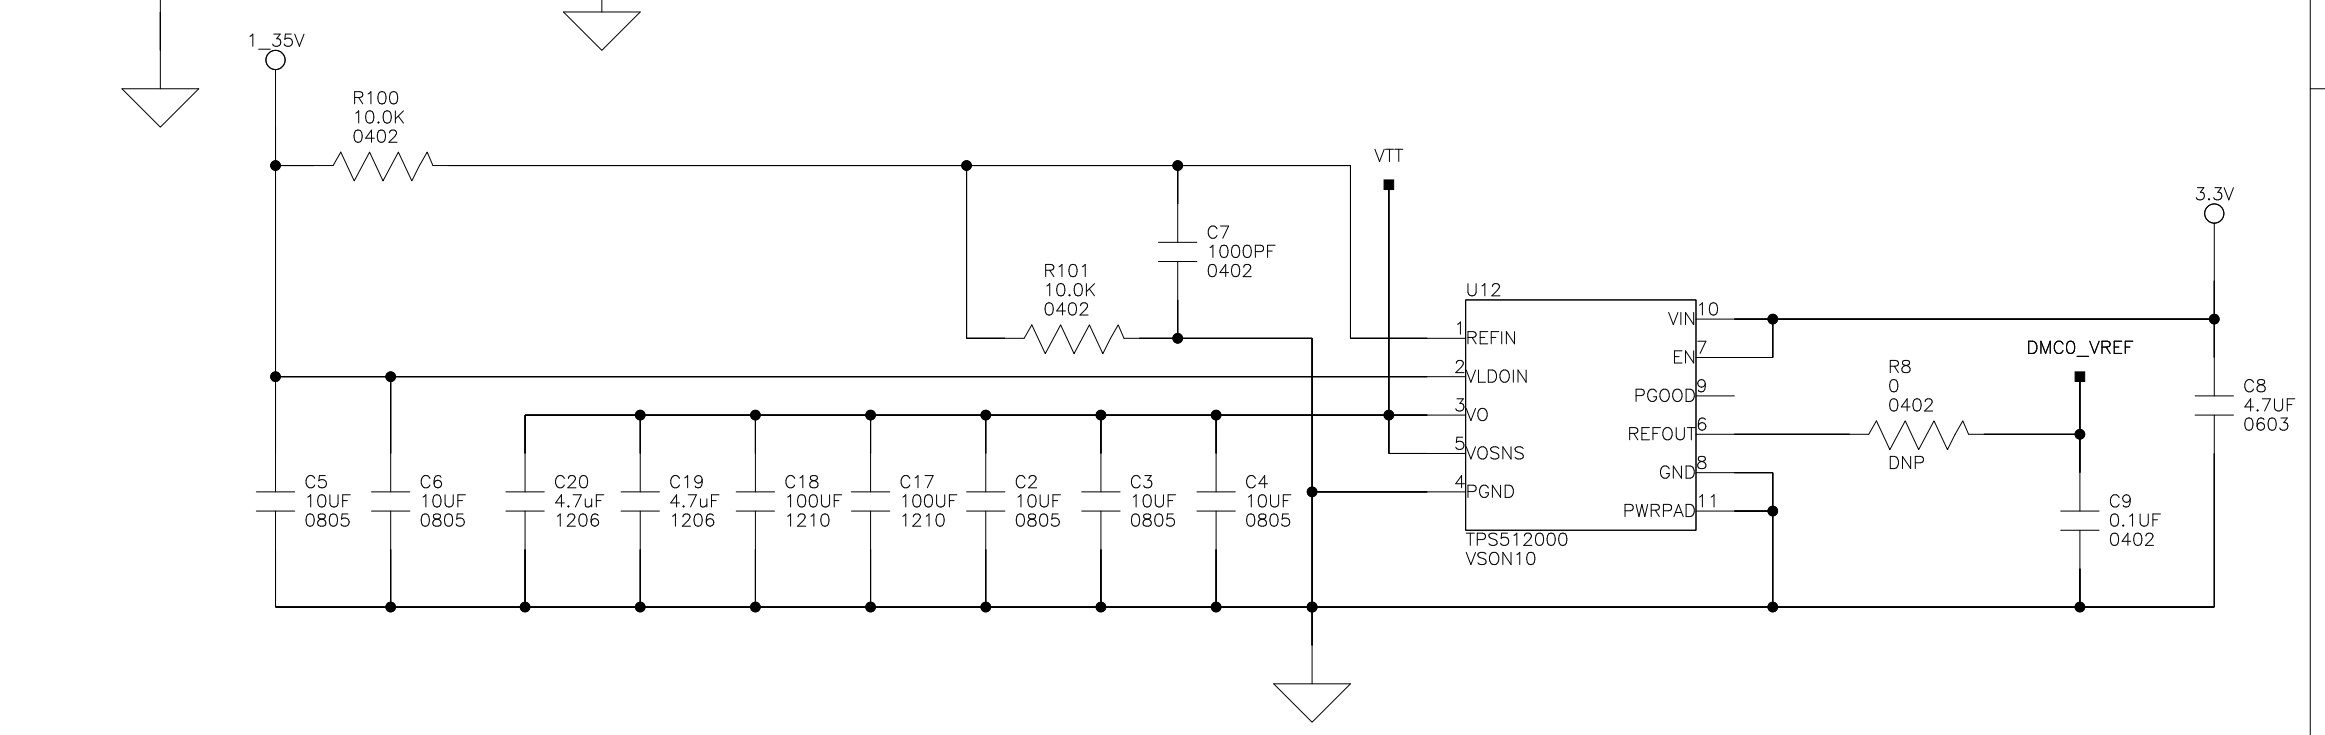 1_35V
R100
10.0K
0402
VTT
3.3V
C7
1000PF
0402
R101
10.0K
0402
U12
1
REFIN
2
VLDOIN
3
VO
5
VOSNS
4
PGND
VIN
10
EN
7
PGOOD
9
REFOUT
6
GND
8
PWRPAD
11
TPS512000
VSON10
DMC0_VREF
R8
0
0402
DNP
C8
4.7UF
0603
C5
10UF
0805
C6
10UF
0805
C20
4.7uF
1206
C19
4.7uF
1206
C18
100UF
1210
C17
100UF
1210
C2
10UF
0805
C3
10UF
0805
C4
10UF
0805
C9
0.1UF
0402